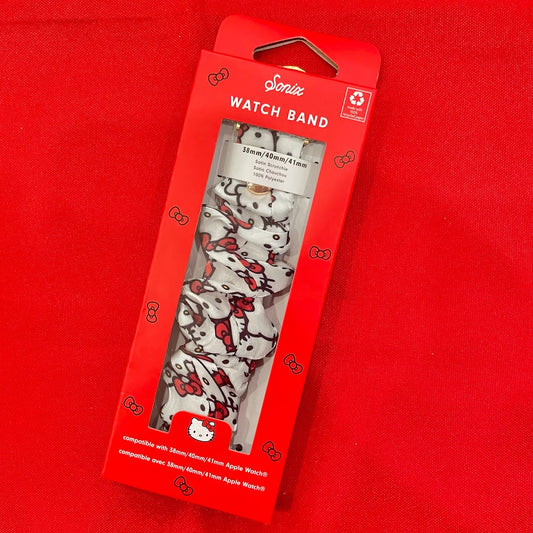 Sonix
WATCH BAND
38mm/40mm/41mm
Satin Scrunchie
Satin Chouchou
100% Polyester
compatible with 38mm/40mm/41mm Apple Watch®
compatible avec 38mm/40mm/41mm Apple Watch®